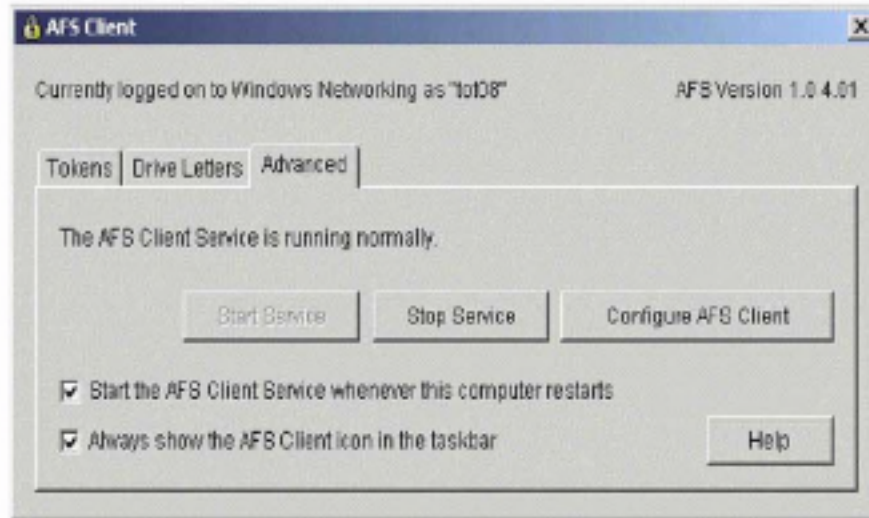 AFS Client
Currently logged on to Windows Networking as "tot08" AFS Version 1.0 4.01
Tokens Drive Letters Advanced
The AFS Client Service is running normally.
Start Service Stop Service Configure AFS Client
Start the AFS Client Service whenever this computer restarts
Always show the AFS Client icon in the taskbar Help